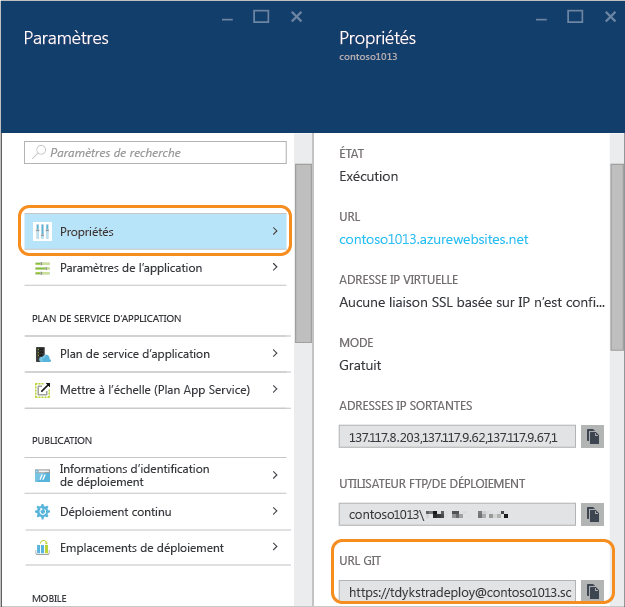 Paramètres
Paramètres de recherche
Propriétés
Paramètres de l'application
PLAN DE SERVICE D'APPLICATION
Plan de service d'application
Mettre à l'échelle (Plan App Service)
PUBLICATION
Informations d'identification
de déploiement
Déploiement continu
Emplacements de déploiement
MOBILE
Propriétés
contoso1013
ÉTAT
Exécution
URL
contoso1013.azurewebsites.net
ADRESSE IP VIRTUELLE
Aucune liaison SSL basée sur IP n'est confi...
MODE
Gratuit
ADRESSES IP SORTANTES
137.117.8.203,137.117.9.62,137.117.9.67,1
UTILISATEUR FTP/DE DÉPLOIEMENT
contoso1013\
URL GIT
https://tdykstradeploy@contoso1013.sc